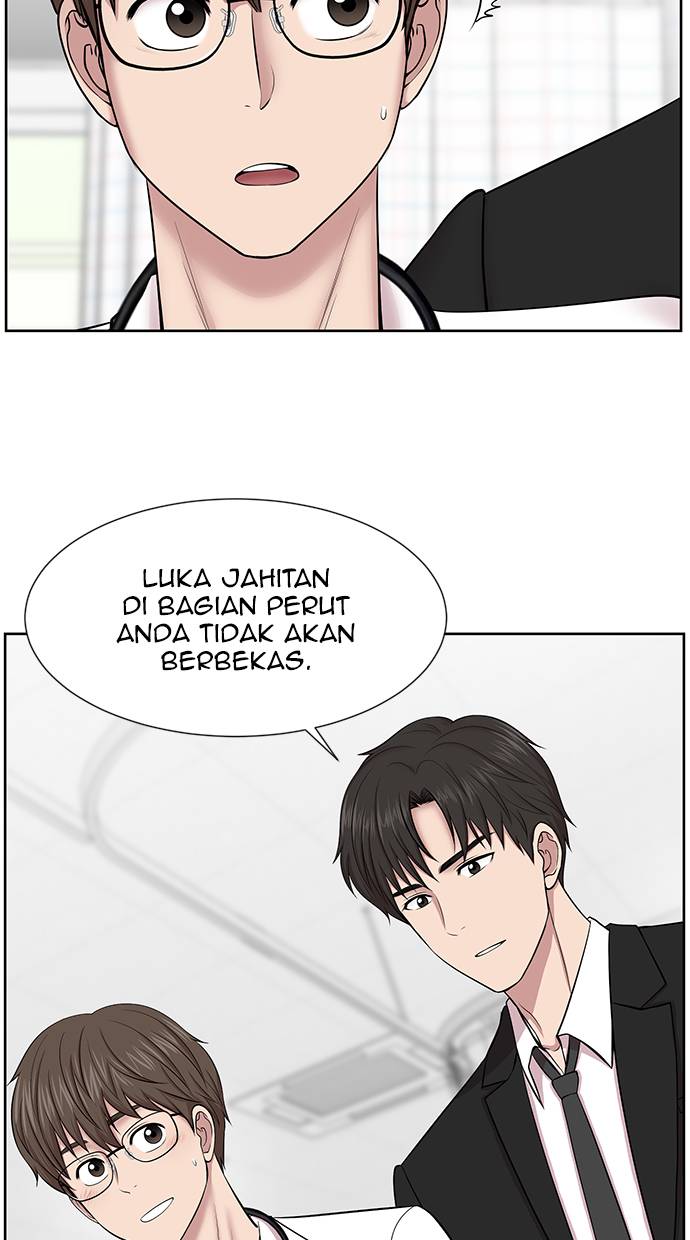 LUKA JAHITAN
DI BAGIAN PERUT
ANDA TIDAK AKAN
BERBEKAS.